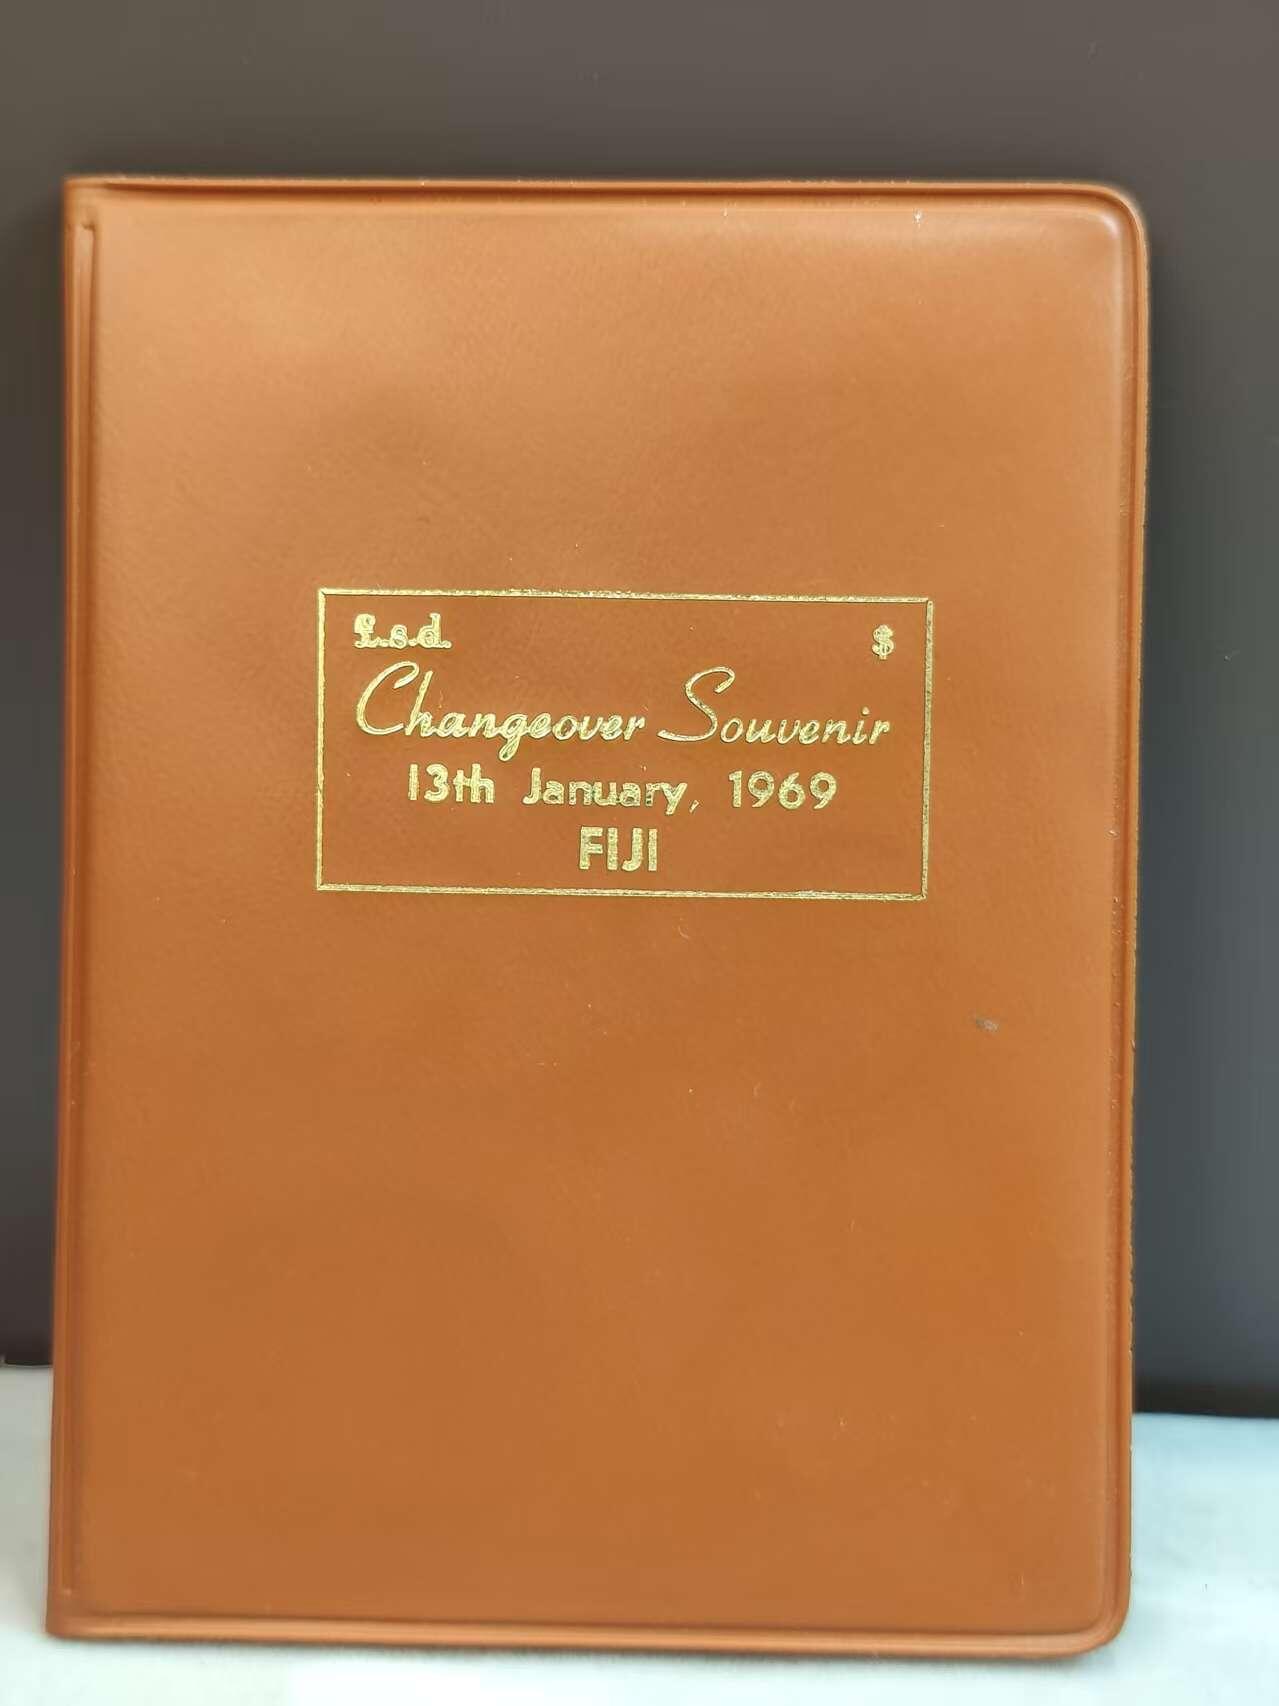 £.s.d. $
Changeover Souvenir
13th January, 1969
FIJI